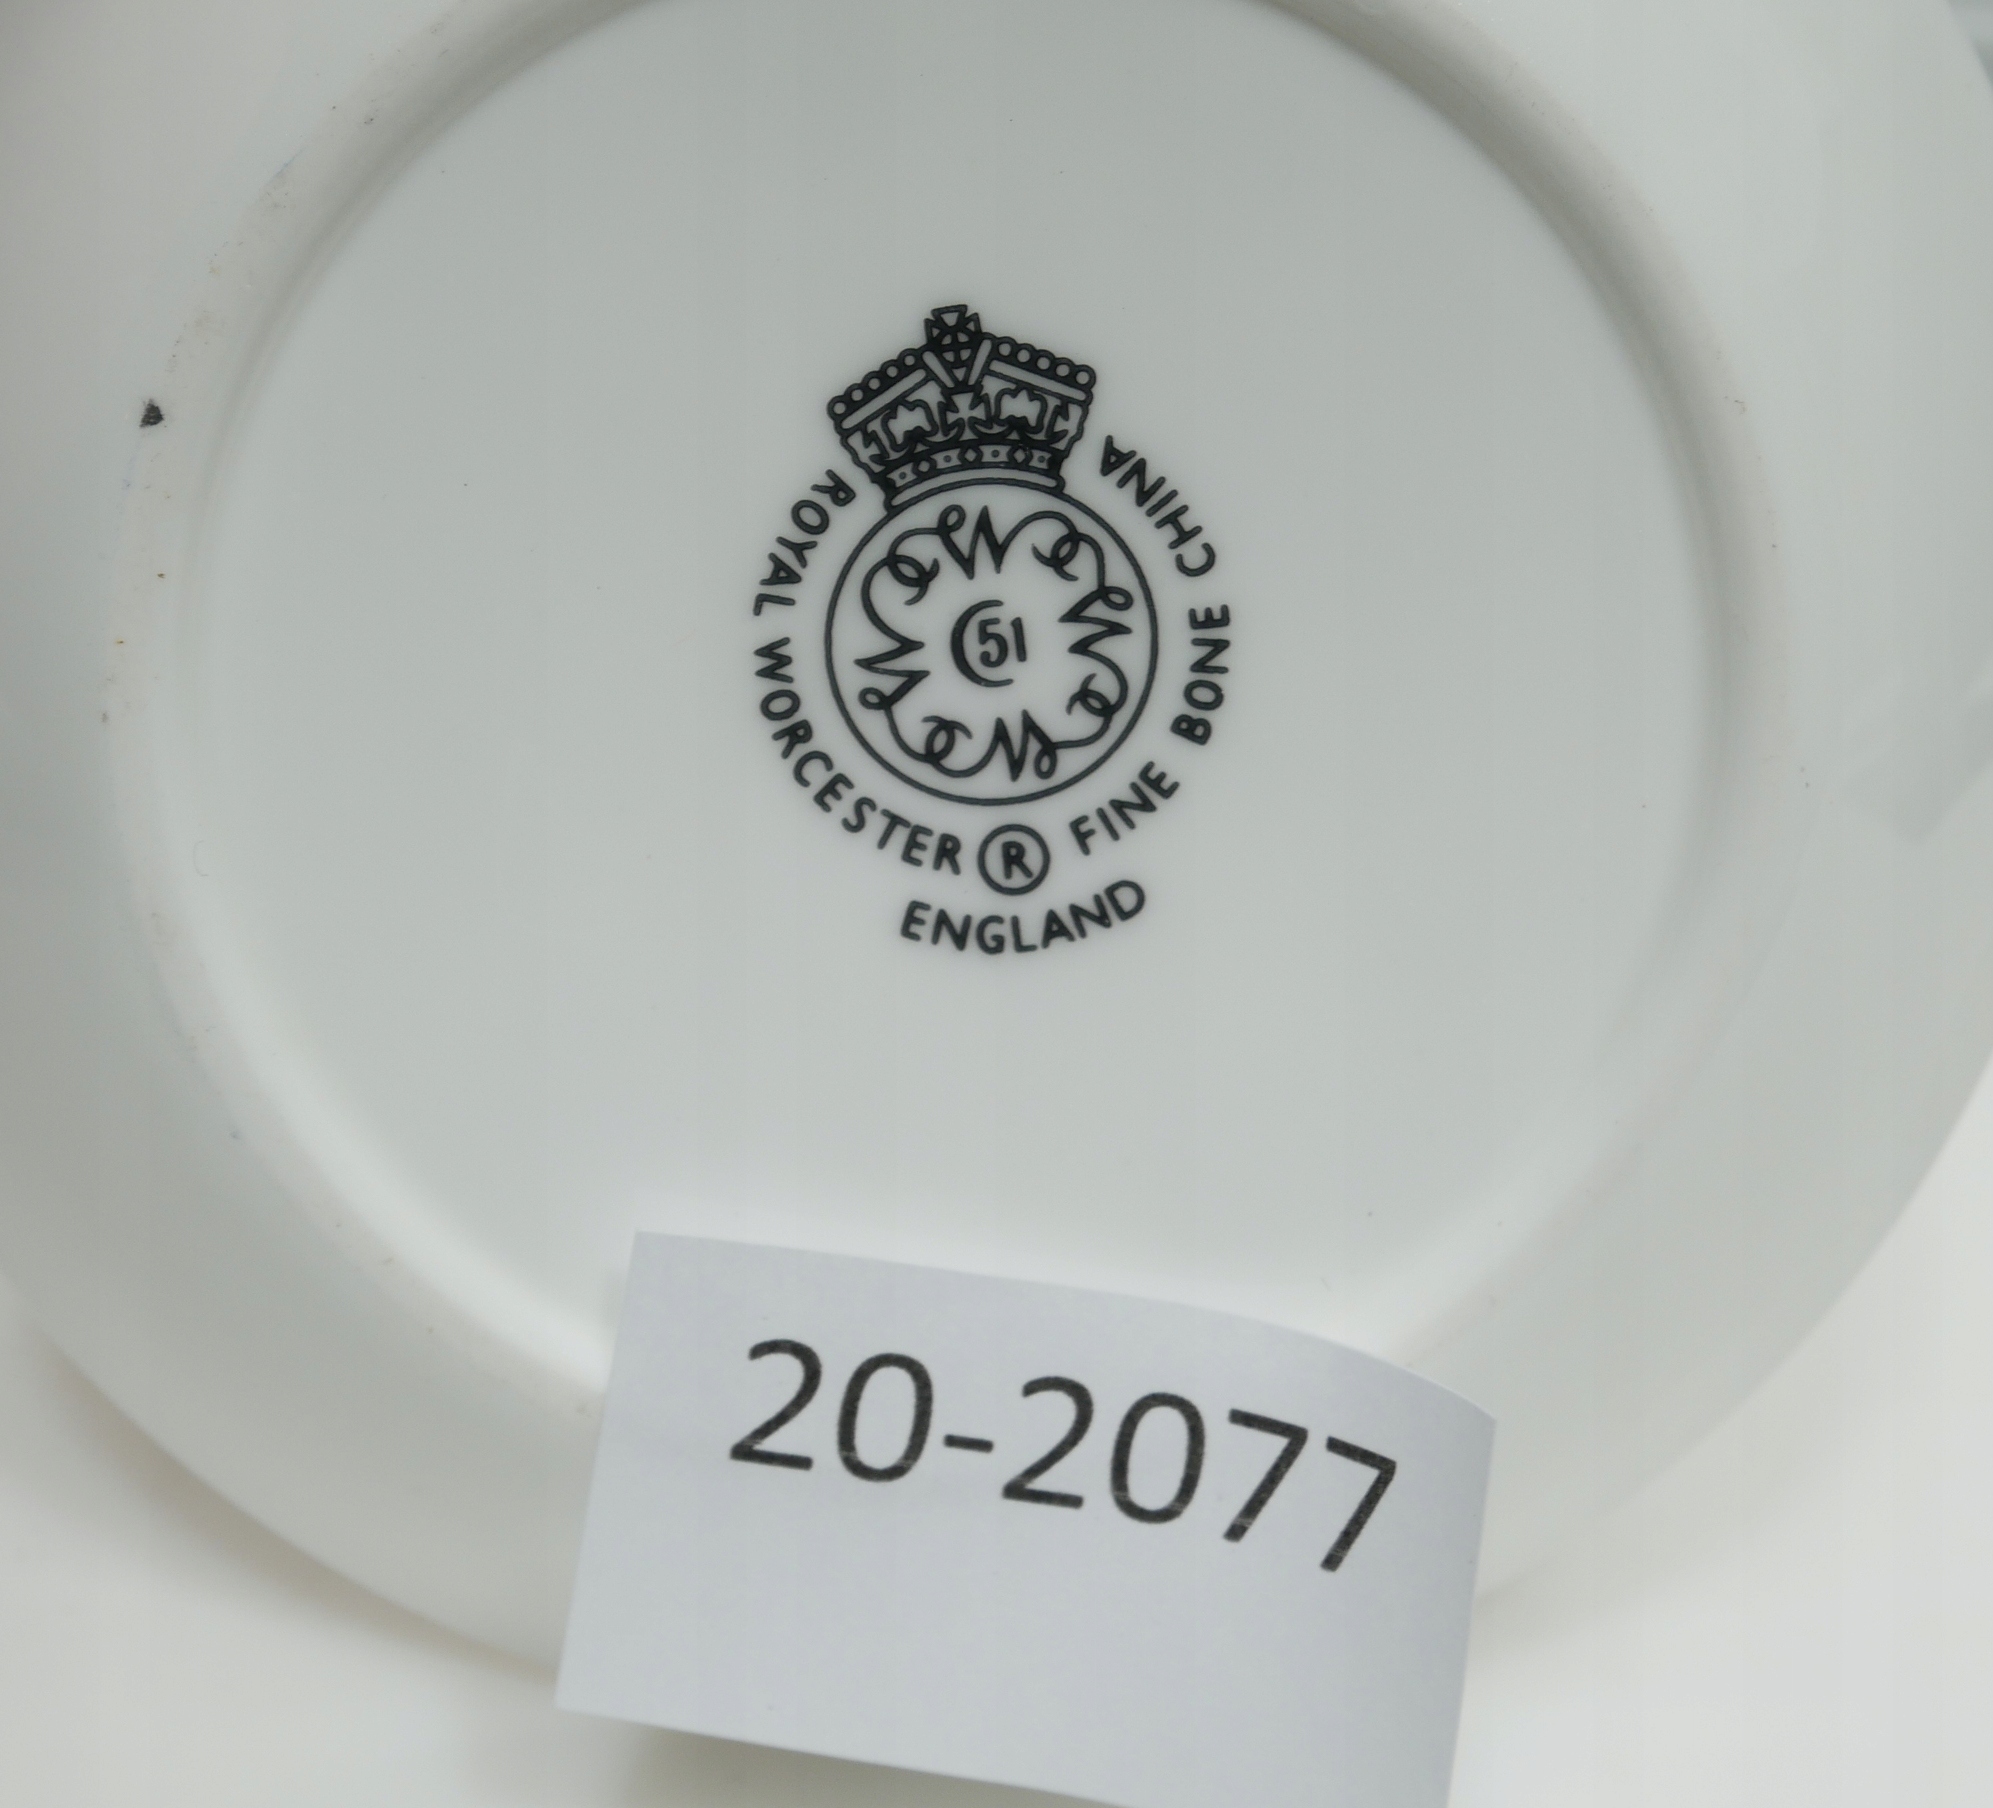 ROYAL WORCESTER ® FINE BONE CHINA
51
ENGLAND
20-2077